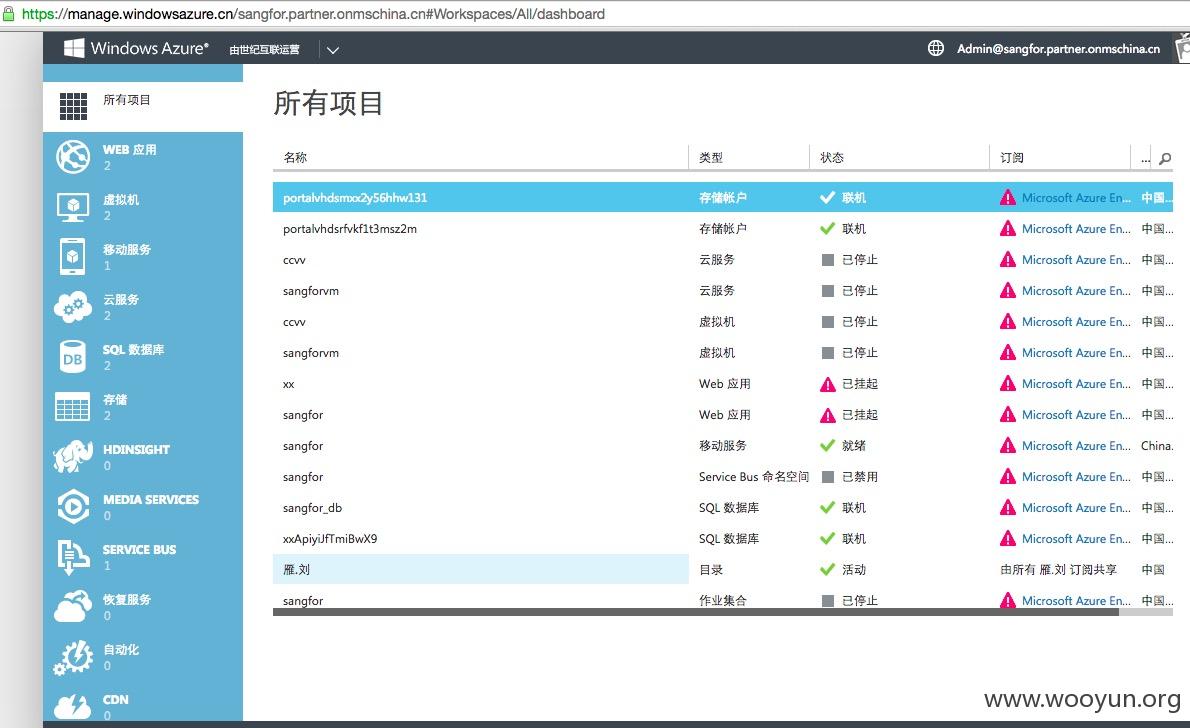 https://manage.windowsazure.cn/sangfor.partner.onmschina.cn#Workspaces/All/dashboard
Windows Azure® 由世纪互联运营 Admin@sangfor.partner.onmschina.cn
所有项目
WEB 应用
2
虚拟机
2
移动服务
1
云服务
2
SQL 数据库
2
存储
2
HDINSIGHT
0
MEDIA SERVICES
0
SERVICE BUS
1
恢复服务
0
自动化
0
CDN
0
所有项目
名称 类型 状态 订阅 ...
portalvhdsmxx2y56hhw131 存储帐户 联机 Microsoft Azure En... 中国...
portalvhdsrfvkf1t3msz2m 存储帐户 联机 Microsoft Azure En... 中国...
ccvv 云服务 已停止 Microsoft Azure En... 中国...
sangforvm 云服务 已停止 Microsoft Azure En... 中国...
ccvv 虚拟机 已停止 Microsoft Azure En... 中国...
sangforvm 虚拟机 已停止 Microsoft Azure En... 中国...
xx Web 应用 已挂起 Microsoft Azure En... 中国...
sangfor Web 应用 已挂起 Microsoft Azure En... 中国...
sangfor 移动服务 就绪 Microsoft Azure En... China.
sangfor Service Bus 命名空间 已禁用 Microsoft Azure En... 中国...
sangfor_db SQL 数据库 联机 Microsoft Azure En... 中国...
xxApiyiJfTmiBwX9 SQL 数据库 联机 Microsoft Azure En... 中国...
雁.刘 目录 活动 由所有 雁.刘 订阅共享 中国
sangfor 作业集合 已停止 Microsoft Azure En... 中国...
www.wooyun.org